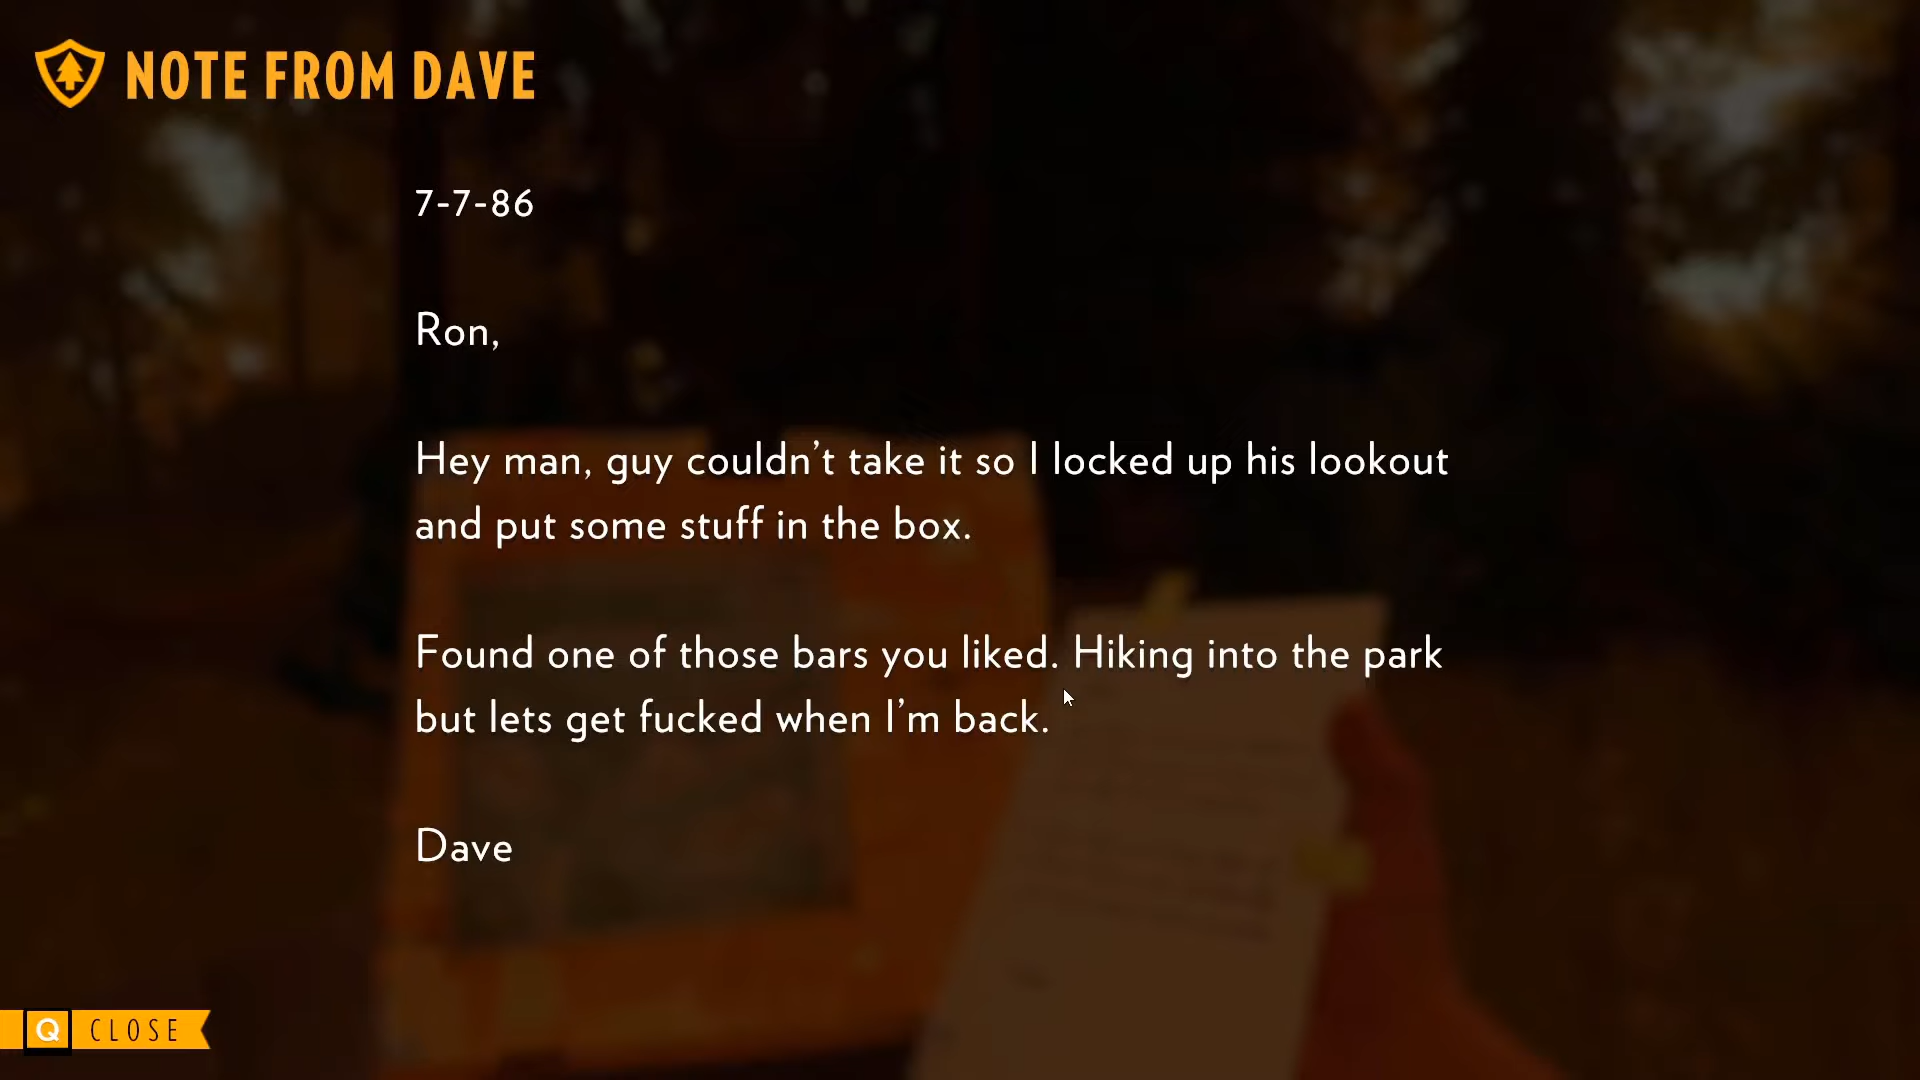 NOTE FROM DAVE
7-7-86
Ron,
Hey man, guy couldn't take it so I locked up his lookout
and put some stuff in the box.
Found one of those bars you liked. Hiking into the park
but lets get fucked when I'm back.
Dave
Q CLOSE